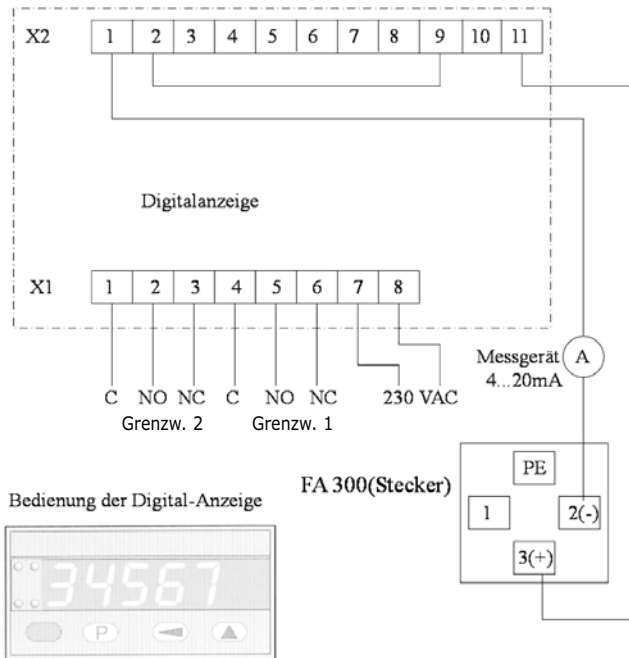 X2 1 2 3 4 5 6 7 8 9 10 11
Digitalanzeige
X1 1 2 3 4 5 6 7 8
C NO NC C NO NC 230 VAC
Grenzw. 2 Grenzw. 1
Messgerät
4...20mA
A
FA 300(Stecker)
PE
1 2(-)
3(+)
Bedienung der Digital-Anzeige
34567
P